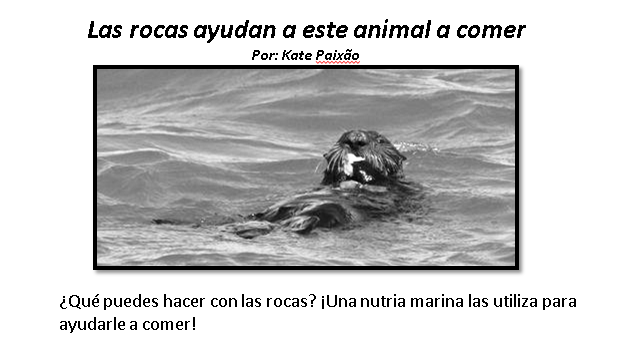 Las rocas ayudan a este animal a comer
Por: Kate Paixão
¿Qué puedes hacer con las rocas? ¡Una nutria marina las utiliza para
ayudarle a comer!